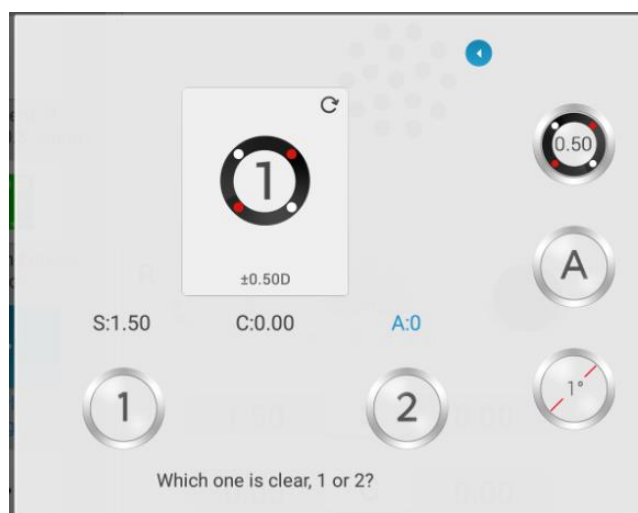 1
0.50
±0.50D
A
S:1.50 C:0.00 A:0
1°
1 2
Which one is clear, 1 or 2?